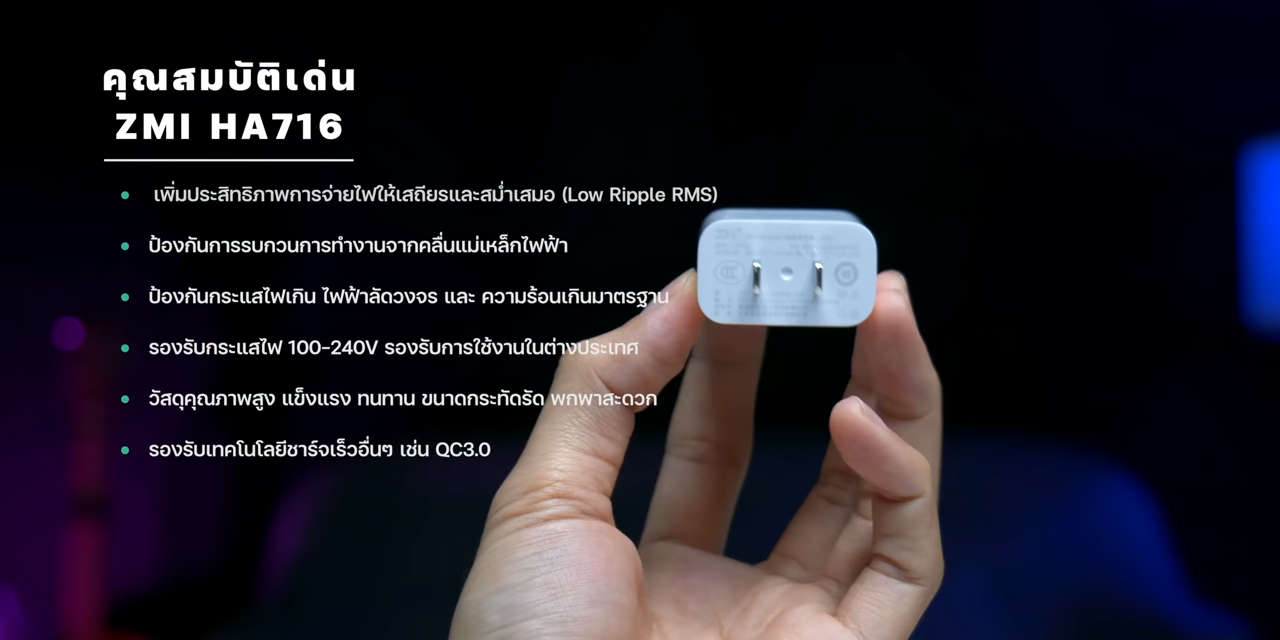 คุณสมบัติเด่น
ZMI HA716
เพิ่มประสิทธิภาพการจ่ายไฟให้เสถียรและสม่ำเสมอ (Low Ripple RMS)
ป้องกันการรบกวนการทำงานจากคลื่นแม่เหล็กไฟฟ้า
ป้องกันกระแสไฟเกิน ไฟฟ้าลัดวงจร และ ความร้อนเกินมาตรฐาน
รองรับกระแสไฟ 100-240V รองรับการใช้งานในต่างประเทศ
วัสดุคุณภาพสูง แข็งแรง ทนทาน ขนาดกระทัดรัด พกพาสะดวก
รองรับเทคโนโลยีชาร์จเร็วอื่นๆ เช่น QC3.0